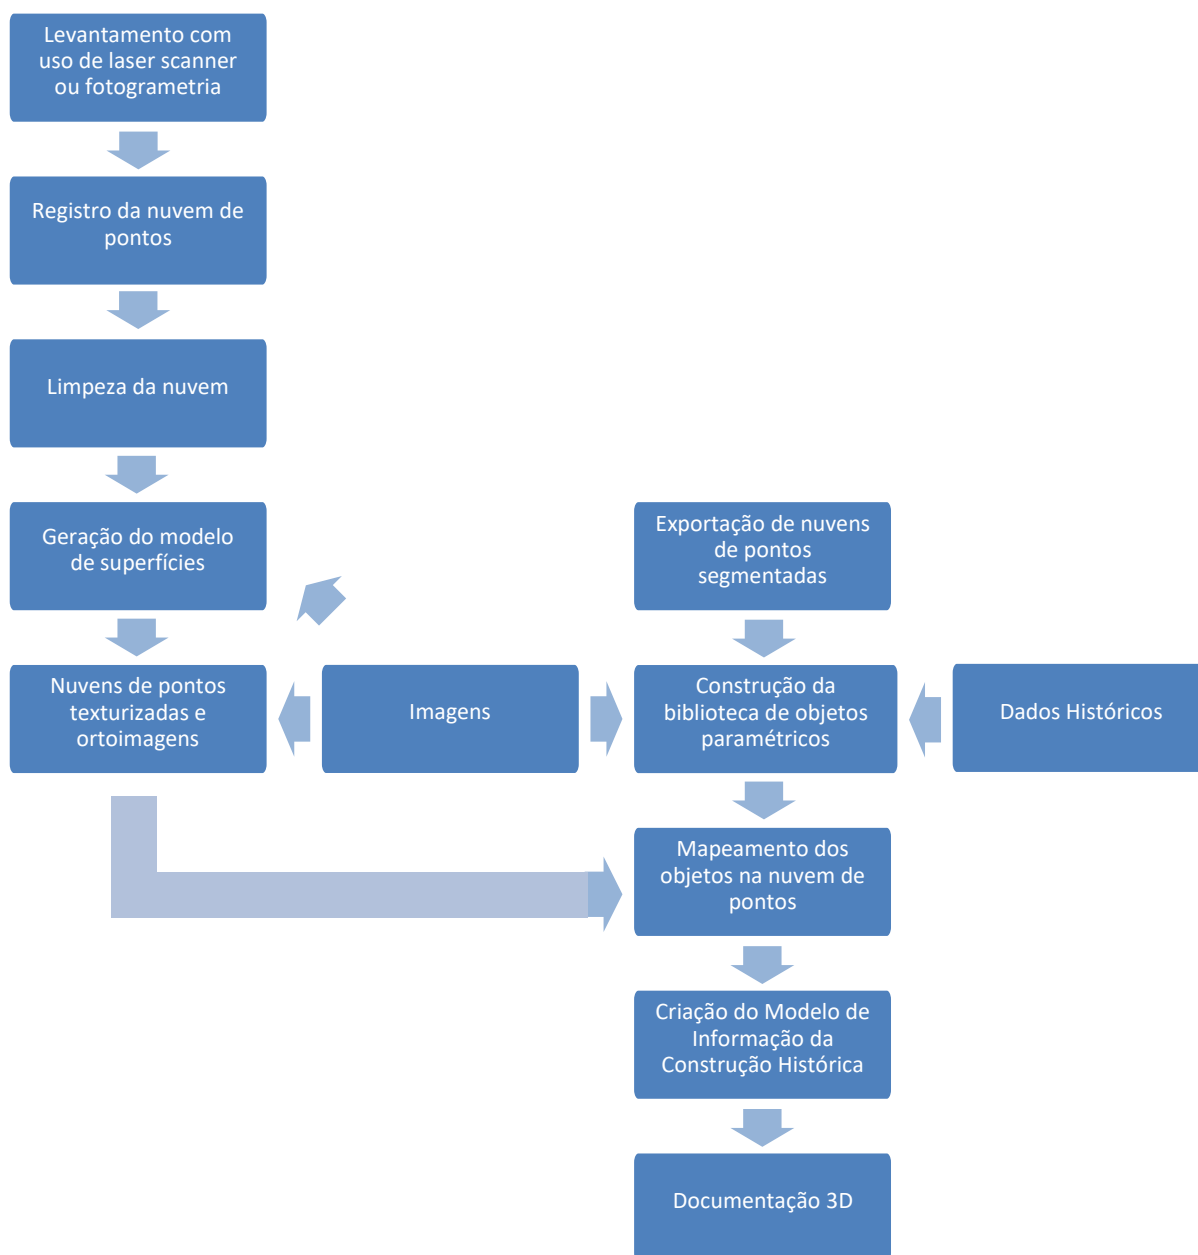 Levantamento com
uso de laser scanner
ou fotogrametria
Registro da nuvem de
pontos
Limpeza da nuvem
Geração do modelo
de superfícies
Exportação de nuvens
de pontos
segmentadas
Nuvens de pontos
texturizadas e
ortoimagens
Imagens
Construção da
biblioteca de objetos
paramétricos
Dados Históricos
Mapeamento dos
objetos na nuvem de
pontos
Criação do Modelo de
Informação da
Construção Histórica
Documentação 3D